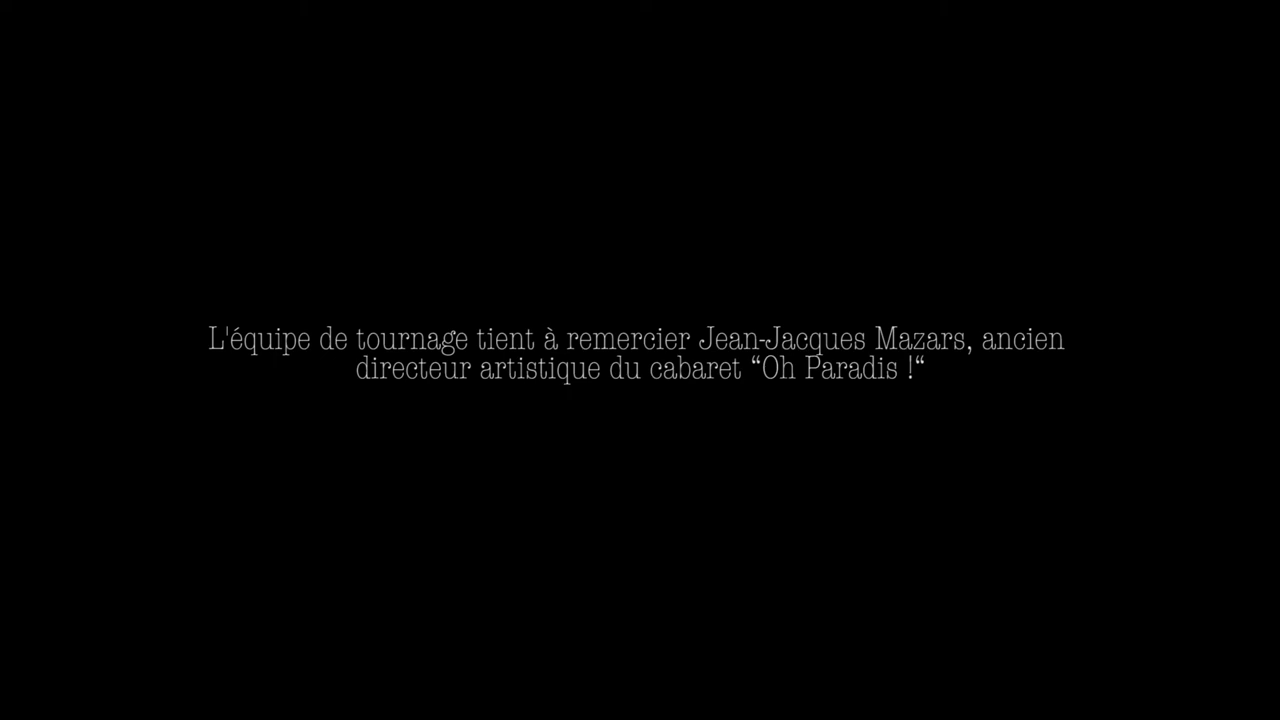 L'équipe de tournage tient à remercier Jean-Jacques Mazars, ancien
directeur artistique du cabaret “Oh Paradis !“